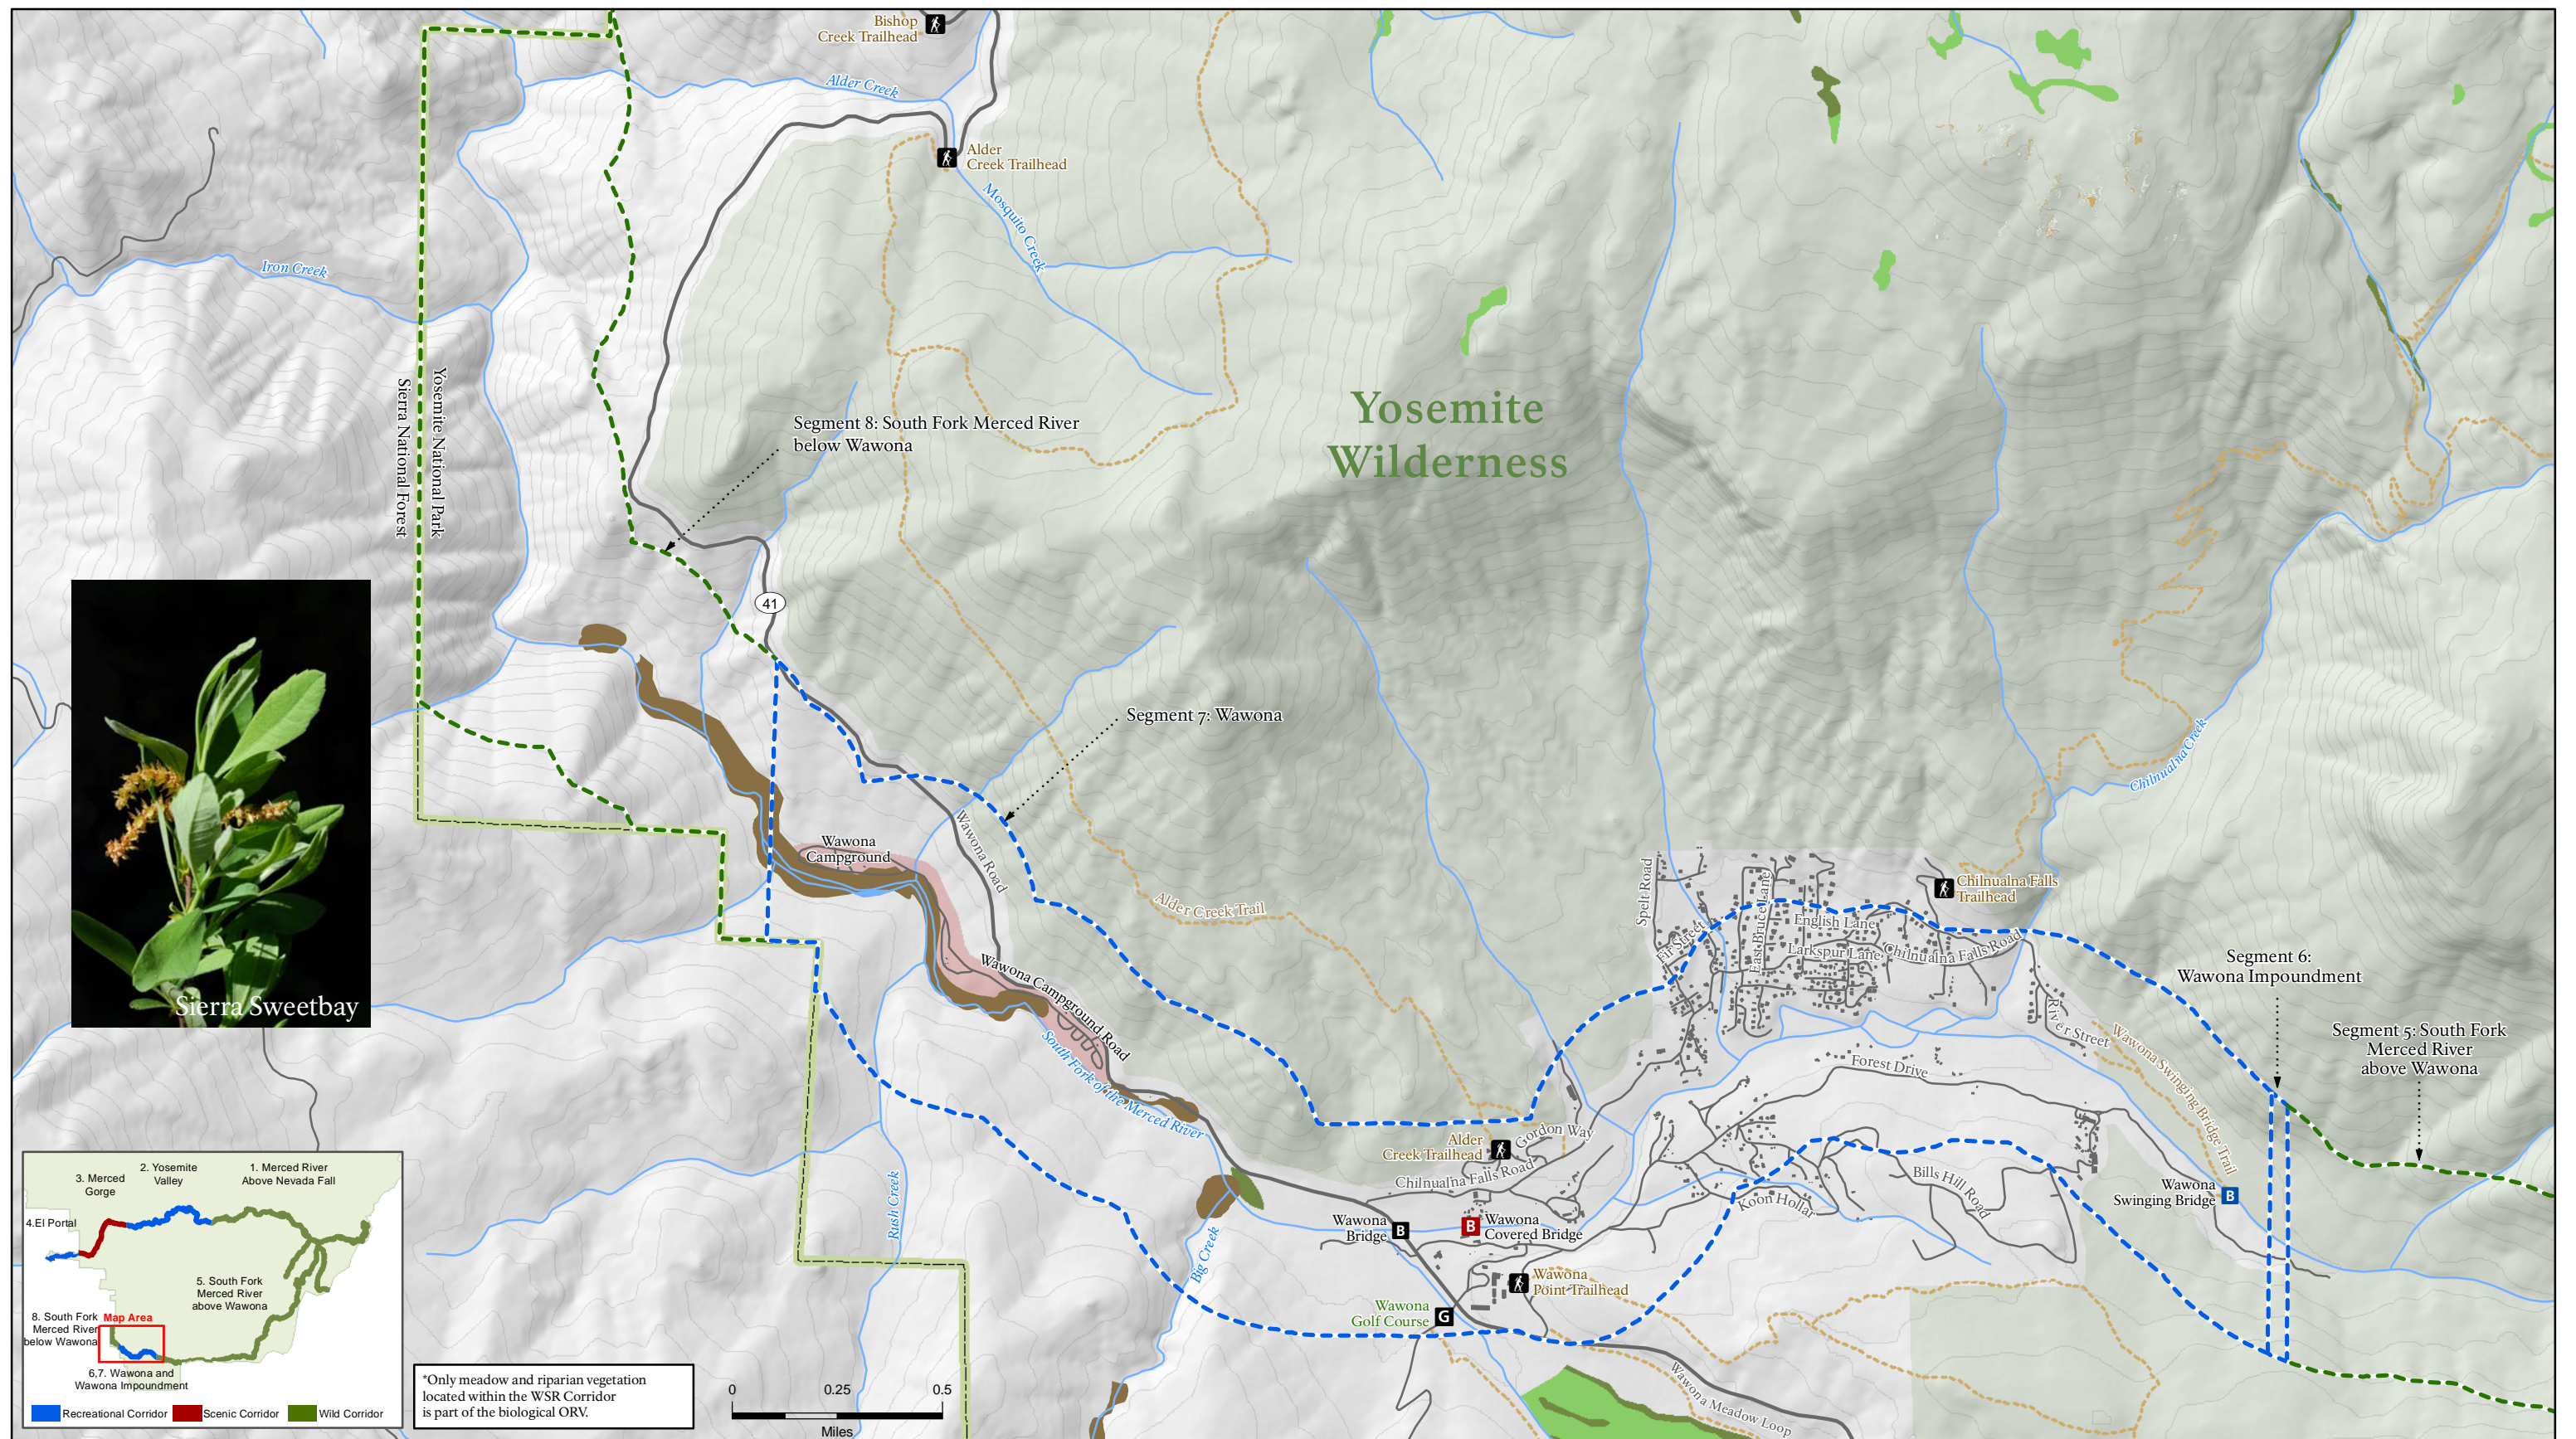 Bishop
Creek Trailhead
Alder Creek
Alder
Creek Trailhead
Mosquito Creek
Iron Creek
Yosemite National Park
Sierra National Forest
Yosemite
Wilderness
Segment 8: South Fork Merced River
below Wawona
41
Segment 7: Wawona
Chilnualna Creek
Wawona
Campground
Wawona Road
Alder Creek Trail
Spelt Road
Fir Street
East Bruce Lane
English Lane
Larkspur Lane
Chilnualna Falls Road
Chilnualna Falls
Trailhead
Segment 6:
Wawona Impoundment
Segment 5: South Fork
Merced River
above Wawona
River Street
Wawona Swinging Bridge Trail
Wawona Campground Road
South Fork of the Merced River
Forest Drive
Sierra Sweetbay
Alder
Creek Trailhead
Gordon Way
Chilnualna Falls Road
Rush Creek
Big Creek
Bills Hill Road
Koon Hollar
Wawona
Swinging Bridge
B
Wawona
Bridge
B
B
Wawona
Covered Bridge
Wawona
Point Trailhead
Wawona
Golf Course
G
Wawona Meadow Loop
3. Merced
Gorge
2. Yosemite
Valley
1. Merced River
Above Nevada Fall
4.El Portal
5. South Fork
Merced River
above Wawona
8. South Fork
Merced River
below Wawona
Map Area
6,7. Wawona and
Wawona Impoundment
Recreational Corridor
Scenic Corridor
Wild Corridor
*Only meadow and riparian vegetation
located within the WSR Corridor
is part of the biological ORV.
0 0.25 0.5
Miles